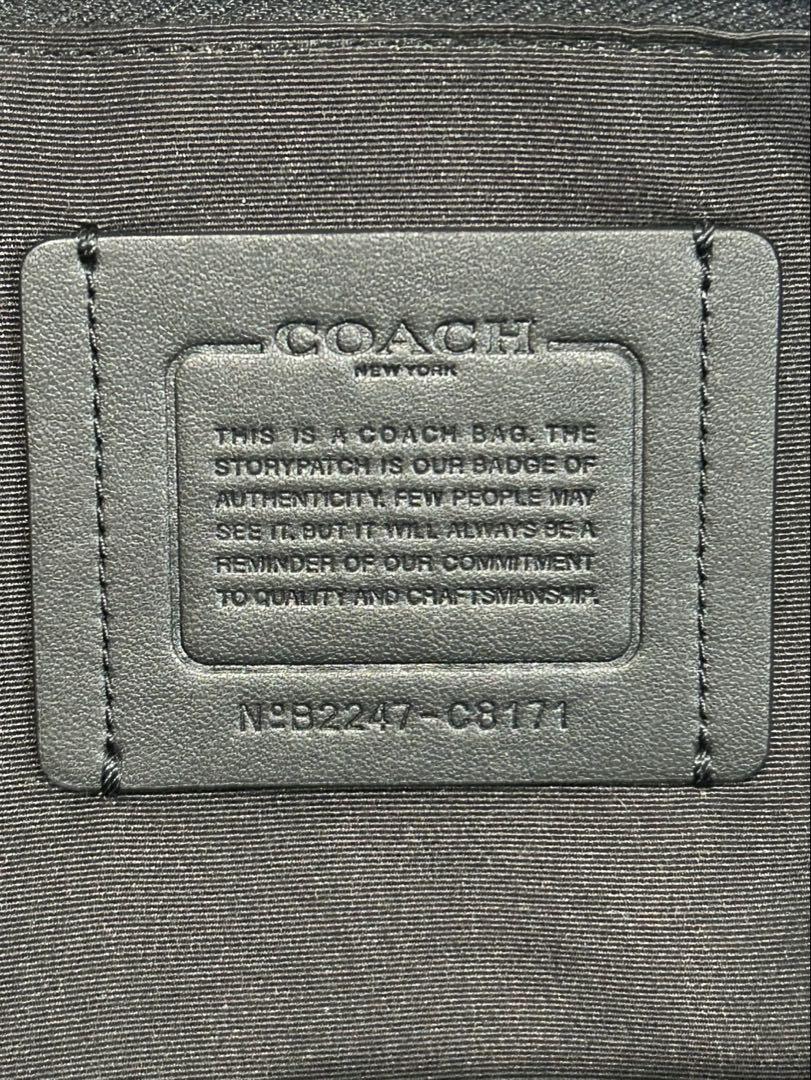 COACH
NEW YORK
THIS IS A COACH BAG. THE
STORYPATCH IS OUR BADGE OF
AUTHENTICITY. FEW PEOPLE MAY
SEE IT. BUT IT WILL ALWAYS BE A
REMINDER OF OUR COMMITMENT
TO QUALITY AND CRAFTSMANSHIP.
NºB2247-C8171